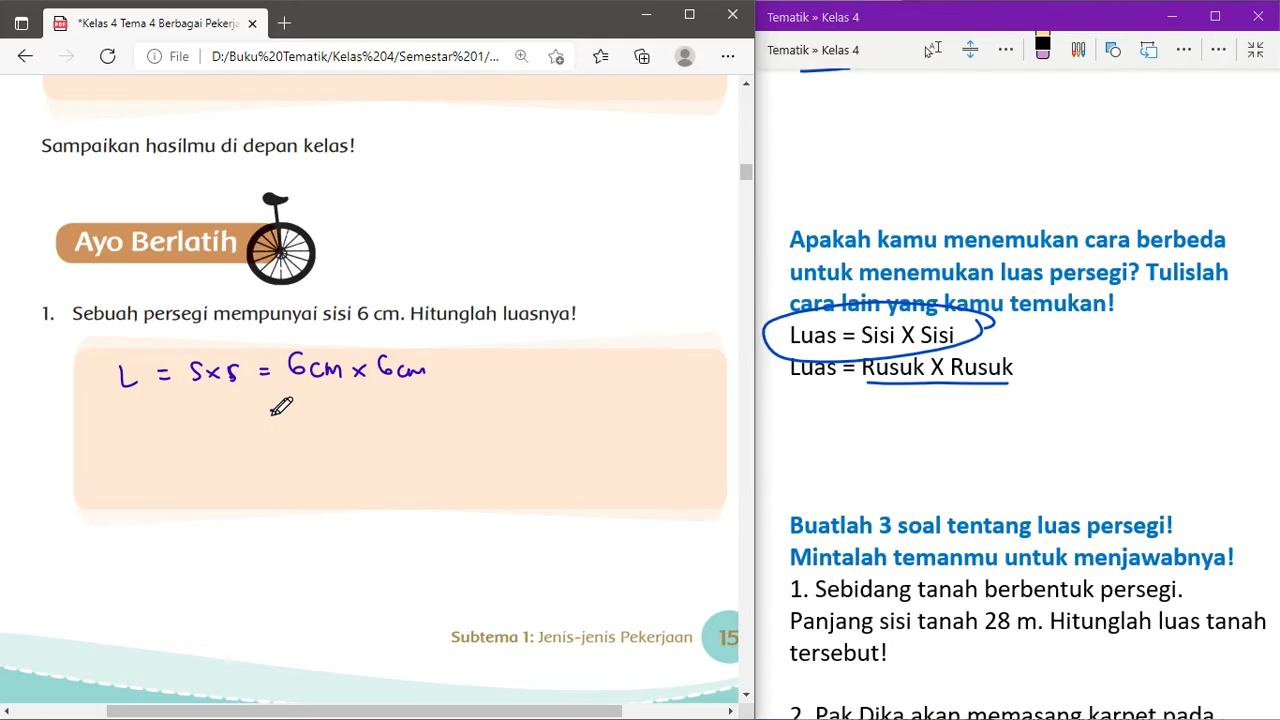 *Kelas 4 Tema 4 Berbagai Pekerja
File D:/Buku%20Tematik/Kelas%204/Semestar%201/...
Sampaikan hasilmu di depan kelas!
Ayo Berlatih
1. Sebuah persegi mempunyai sisi 6 cm. Hitunglah luasnya!
L = s x s = 6cm x 6cm
Subtema 1: Jenis-jenis Pekerjaan 15
Tematik » Kelas 4
Tematik » Kelas 4
Apakah kamu menemukan cara berbeda
untuk menemukan luas persegi? Tulislah
cara lain yang kamu temukan!
Luas = Sisi X Sisi
Luas = Rusuk X Rusuk
Buatlah 3 soal tentang luas persegi!
Mintalah temanmu untuk menjawabnya!
1. Sebidang tanah berbentuk persegi.
Panjang sisi tanah 28 m. Hitunglah luas tanah
tersebut!
2. Pak Dika akan memasang karpet pada